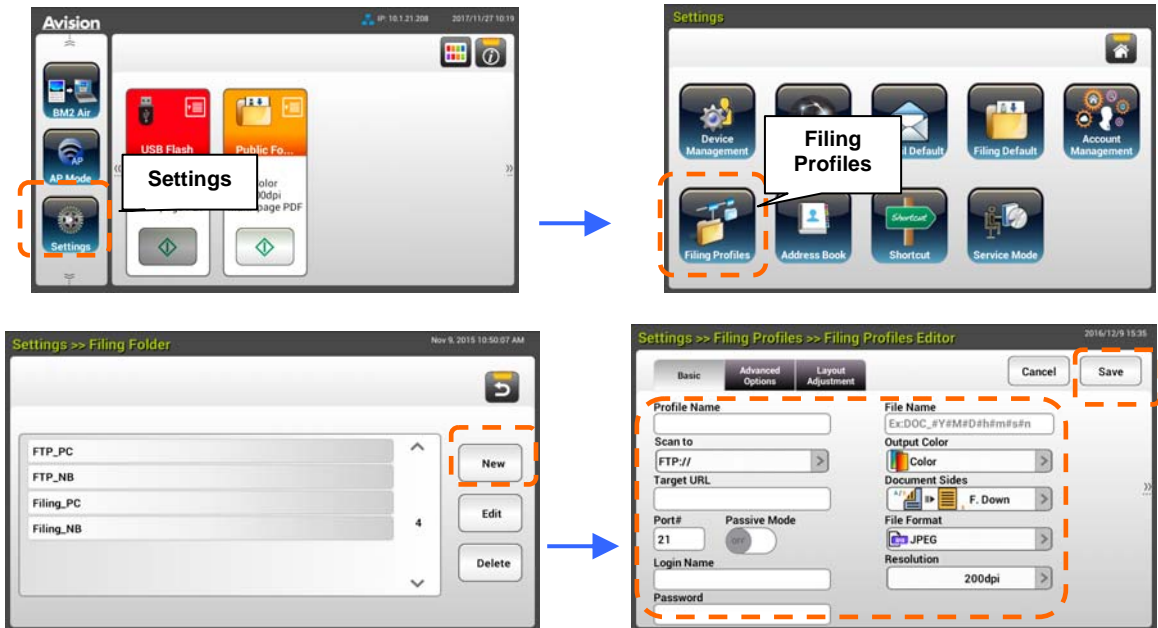 Avision
IP: 10.1.21.208
2017/11/27 10:19
BM2 Air
AP
AP Mode
Settings
USB Flash
Public Fo...
Settings
page PDF
Settings
Device
Management
Filing
Profiles
Default
Filing Default
Account
Management
Filing Profiles
Address Book
Shortcut
Shortcut
Service Mode
Settings >> Filing Folder
Nov 9, 2015 10:50:07 AM
FTP_PC
FTP_NB
Filing_PC
Filing_NB
4
New
Edit
Delete
Settings >> Filing Profiles >> Filing Profiles Editor
2016/12/9 15:35
Basic
Advanced
Options
Layout
Adjustment
Cancel
Save
Profile Name
Scan to
FTP://
Target URL
Port#
Passive Mode
21
OFF
Login Name
Password
File Name
Ex:DOC_#Y#M#D#h#m#s#n
Output Color
Color
Document Sides
F. Down
File Format
JPEG
Resolution
200dpi